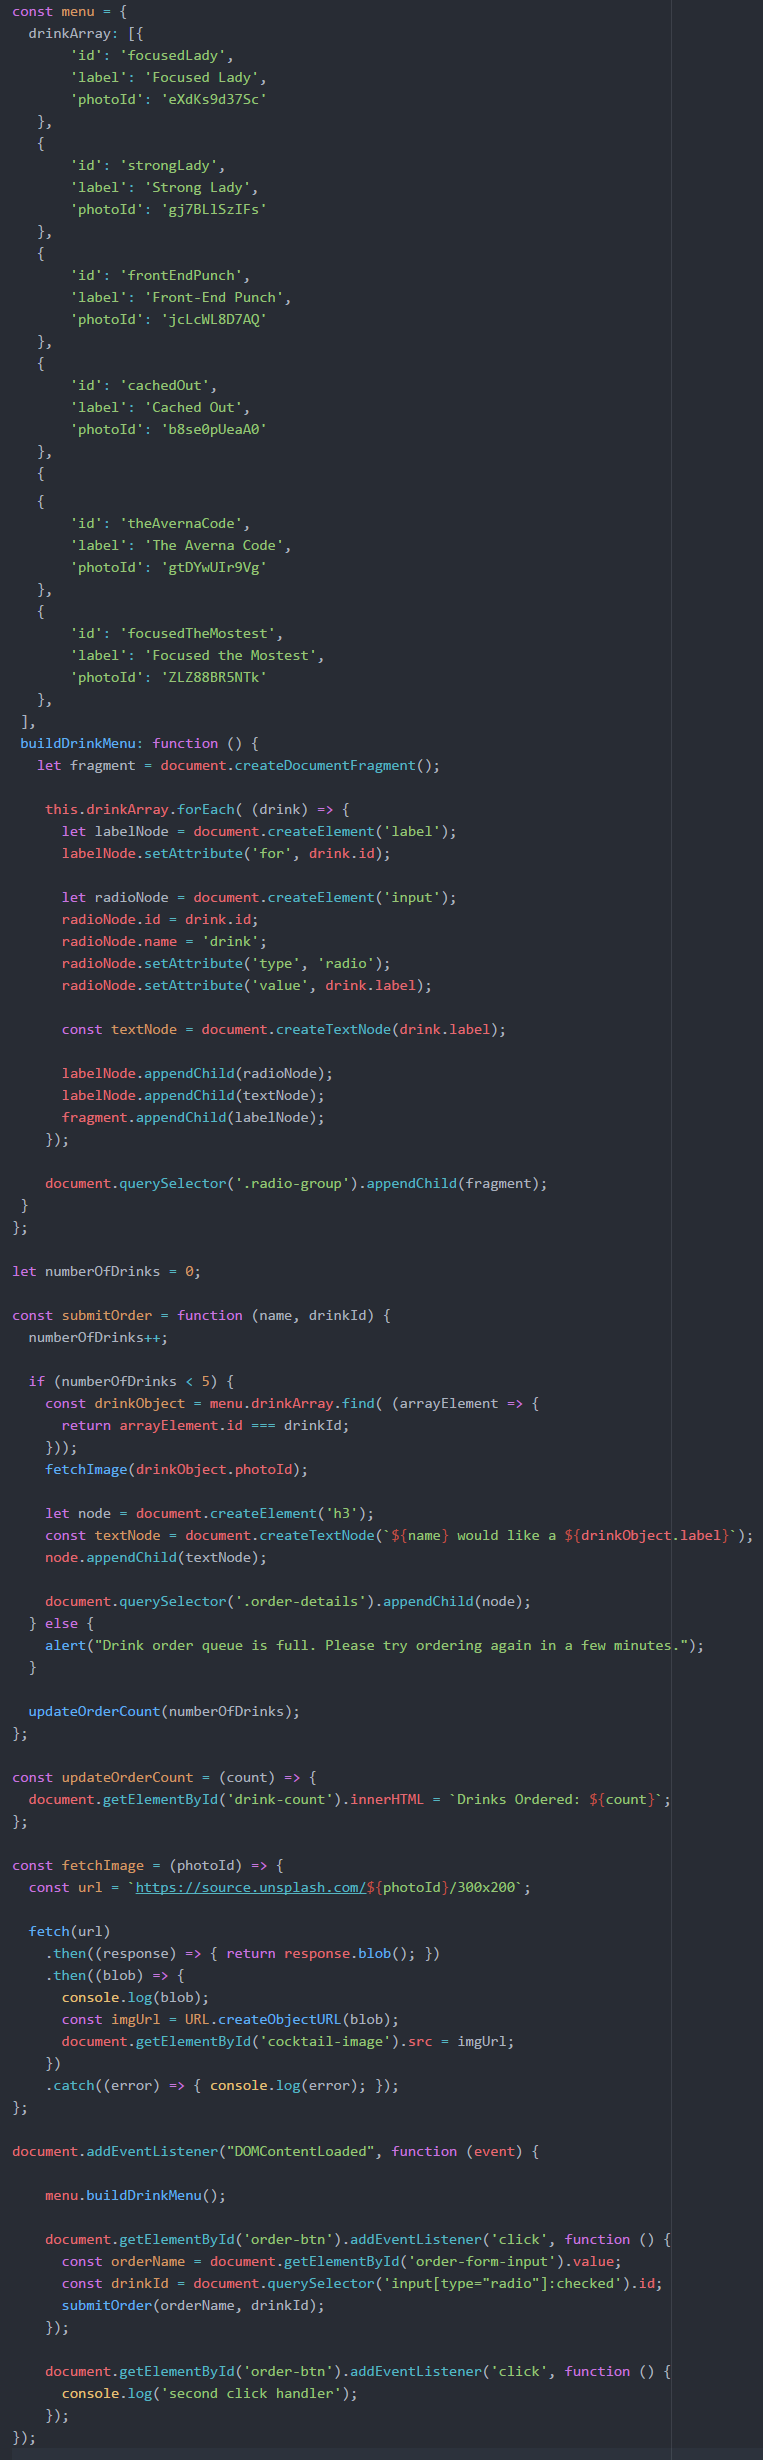 const menu = {
  drinkArray: [{
       'id': 'focusedLady',
       'label': 'Focused Lady',
       'photoId': 'eXdKs9d37Sc'
   },
   {
       'id': 'strongLady',
       'label': 'Strong Lady',
       'photoId': 'gj7BLlSzIFs'
   },
   {
       'id': 'frontEndPunch',
       'label': 'Front-End Punch',
       'photoId': 'jcLcWL8D7AQ'
   },
   {
       'id': 'cachedOut',
       'label': 'Cached Out',
       'photoId': 'b8se0pUeaA0'
   },
   {
   {
       'id': 'theAvernaCode',
       'label': 'The Averna Code',
       'photoId': 'gtDYwUIr9Vg'
   },
   {
       'id': 'focusedTheMostest',
       'label': 'Focused the Mostest',
       'photoId': 'ZLZ88BR5NTk'
   },
 ],
 buildDrinkMenu: function () {
   let fragment = document.createDocumentFragment();

    this.drinkArray.forEach( (drink) => {
      let labelNode = document.createElement('label');
      labelNode.setAttribute('for', drink.id);

      let radioNode = document.createElement('input');
      radioNode.id = drink.id;
      radioNode.name = 'drink';
      radioNode.setAttribute('type', 'radio');
      radioNode.setAttribute('value', drink.label);

      const textNode = document.createTextNode(drink.label);

      labelNode.appendChild(radioNode);
      labelNode.appendChild(textNode);
      fragment.appendChild(labelNode);
    });

    document.querySelector('.radio-group').appendChild(fragment);
 }
};

let numberOfDrinks = 0;

const submitOrder = function (name, drinkId) {
  numberOfDrinks++;

  if (numberOfDrinks < 5) {
    const drinkObject = menu.drinkArray.find( (arrayElement => {
      return arrayElement.id === drinkId;
    }));
    fetchImage(drinkObject.photoId);

    let node = document.createElement('h3');
    const textNode = document.createTextNode(`${name} would like a ${drinkObject.label}`);
    node.appendChild(textNode);

    document.querySelector('.order-details').appendChild(node);
  } else {
    alert("Drink order queue is full. Please try ordering again in a few minutes.");
  }

  updateOrderCount(numberOfDrinks);
};

const updateOrderCount = (count) => {
  document.getElementById('drink-count').innerHTML = `Drinks Ordered: ${count}`;
};

const fetchImage = (photoId) => {
  const url = `https://source.unsplash.com/${photoId}/300x200`;

  fetch(url)
    .then((response) => { return response.blob(); })
    .then((blob) => {
      console.log(blob);
      const imgUrl = URL.createObjectURL(blob);
      document.getElementById('cocktail-image').src = imgUrl;
    })
    .catch((error) => { console.log(error); });
};

document.addEventListener("DOMContentLoaded", function (event) {

    menu.buildDrinkMenu();

    document.getElementById('order-btn').addEventListener('click', function () {
      const orderName = document.getElementById('order-form-input').value;
      const drinkId = document.querySelector('input[type="radio"]:checked').id;
      submitOrder(orderName, drinkId);
    });

    document.getElementById('order-btn').addEventListener('click', function () {
      console.log('second click handler');
    });
});